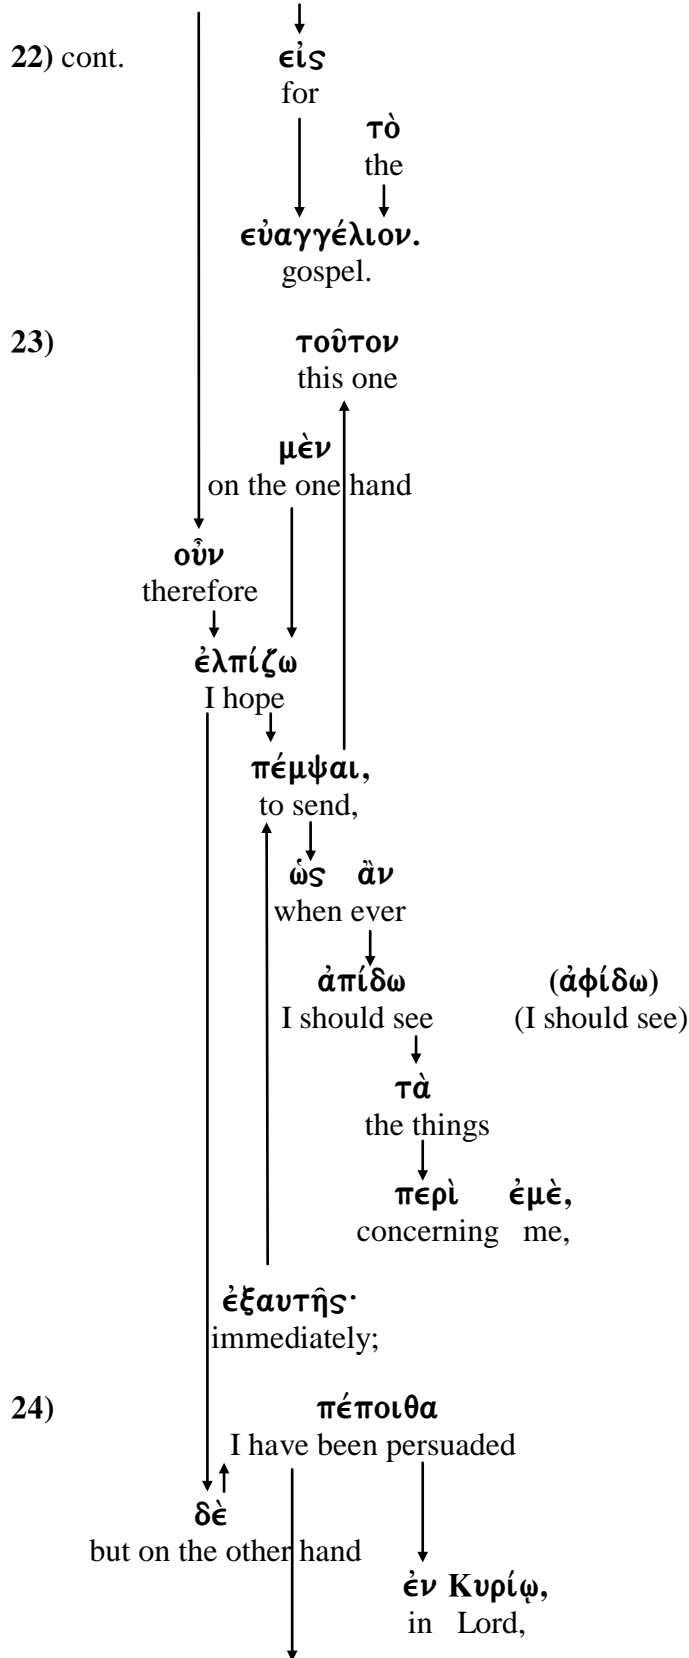 22) cont. εἰς
for
τὸ
the
εὐαγγέλιον.
gospel.
23) τοῦτον
this one
μὲν
on the one hand
οὖν
therefore
ἐλπίζω
I hope
πέμψαι,
to send,
ὡς ἂν
when ever
ἀπίδω (ἀφίδω)
I should see (I should see)
τὰ
the things
περὶ ἐμὲ,
concerning me,
ἐξαυτῆς·
immediately;
24) πέποιθα
I have been persuaded
δὲ
but on the other hand
ἐν Κυρίῳ,
in Lord,